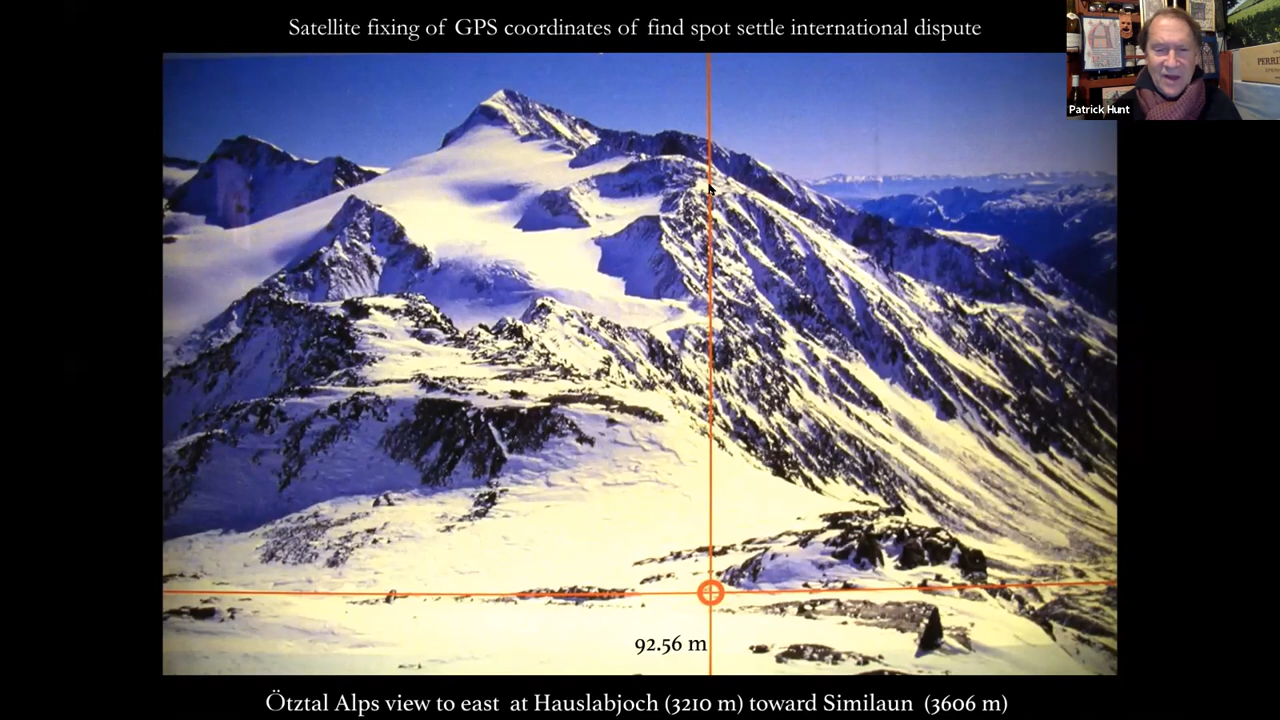 Satellite fixing of GPS coordinates of find spot settle international dispute
PERRI
Patrick Hunt
92.56 m
Ötztal Alps view to east at Hauslabjoch (3210 m) toward Similaun (3606 m)